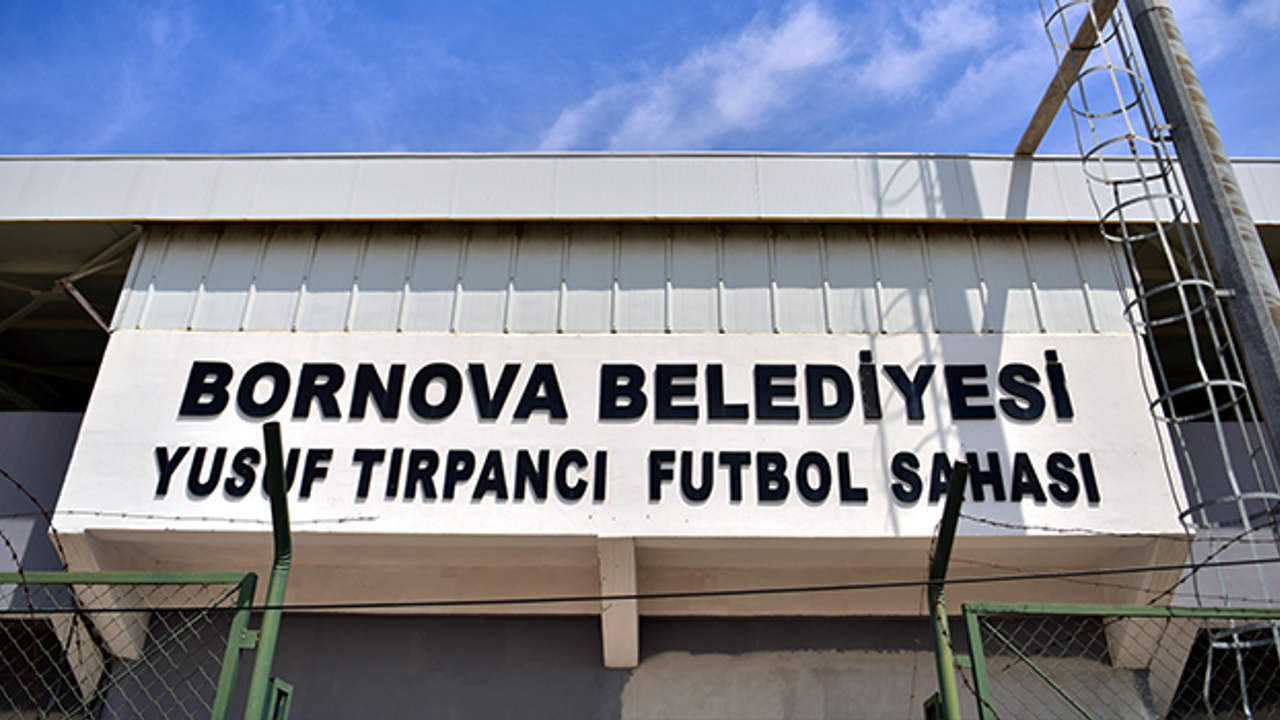 BORNOVA BELEDİYESİ
YUSUF TIRPANCI FUTBOL SAHASI